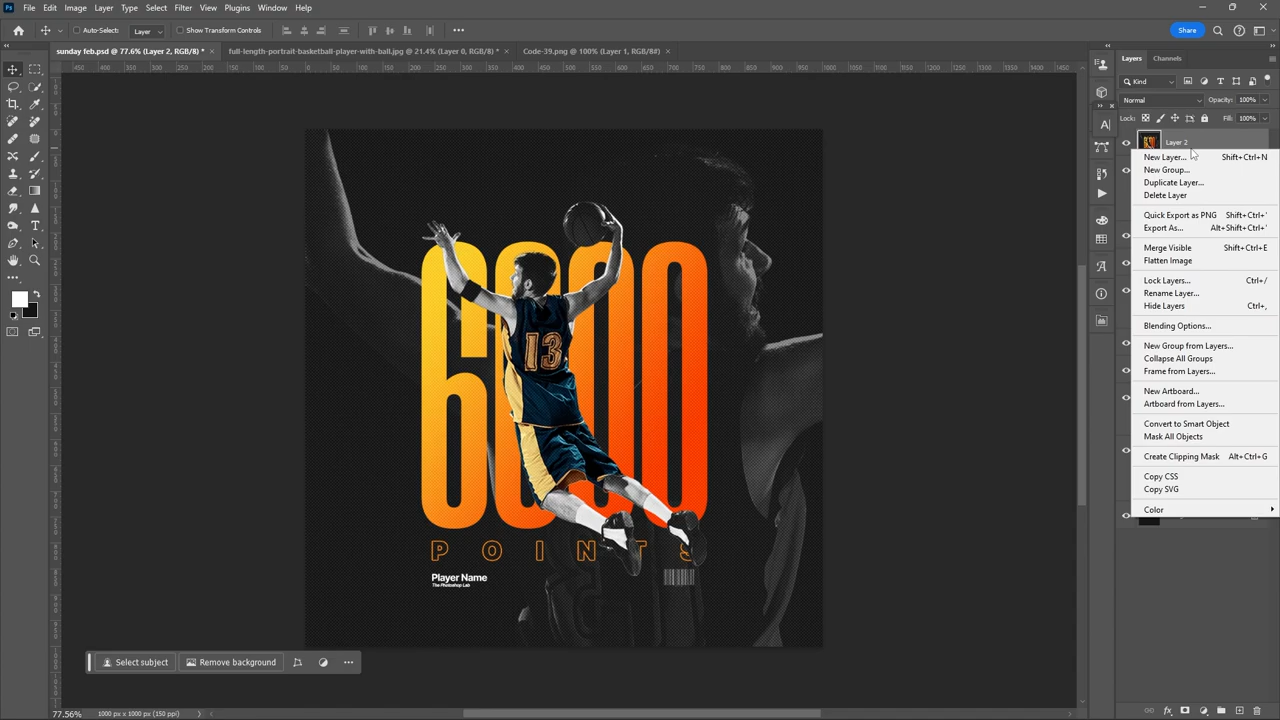 File Edit Image Layer Type Select Filter View Plugins Window Help
Auto-Select: Layer Show Transform Controls Share
sunday feb.psd @ 77.6% (Layer 2, RGB/8) * × full-length-portrait-basketball-player-with-ball.jpg @ 21.4% (Layer 0, RGB/8) * × Code-39.png @ 100% (Layer 1, RGB/8#) ×
Layers Channels
Kind
Normal Opacity: 100%
Lock: Fill: 100%
Layer 2
New Layer... Shift+Ctrl+N
New Group...
Duplicate Layer...
Delete Layer
Quick Export as PNG Shift+Ctrl+'
Export As... Alt+Shift+Ctrl+'
Merge Visible Shift+Ctrl+E
Flatten Image
Lock Layers... Ctrl+/
Rename Layer...
Hide Layers Ctrl+,
Blending Options...
New Group from Layers...
Collapse All Groups
Frame from Layers...
New Artboard...
Artboard from Layers...
Convert to Smart Object
Mask All Objects
Create Clipping Mask Alt+Ctrl+G
Copy CSS
Copy SVG
Color
6000
13
POINTS
Player Name
The Photoshop Lab
Select subject Remove background
77.56% 1000 px x 1000 px (150 ppi)